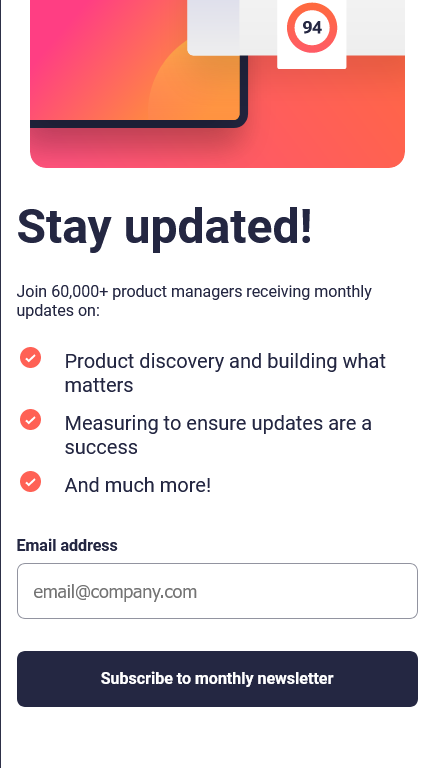 94
Stay updated!
Join 60,000+ product managers receiving monthly
updates on:
Product discovery and building what
matters
Measuring to ensure updates are a
success
And much more!
Email address
email@company.com
Subscribe to monthly newsletter